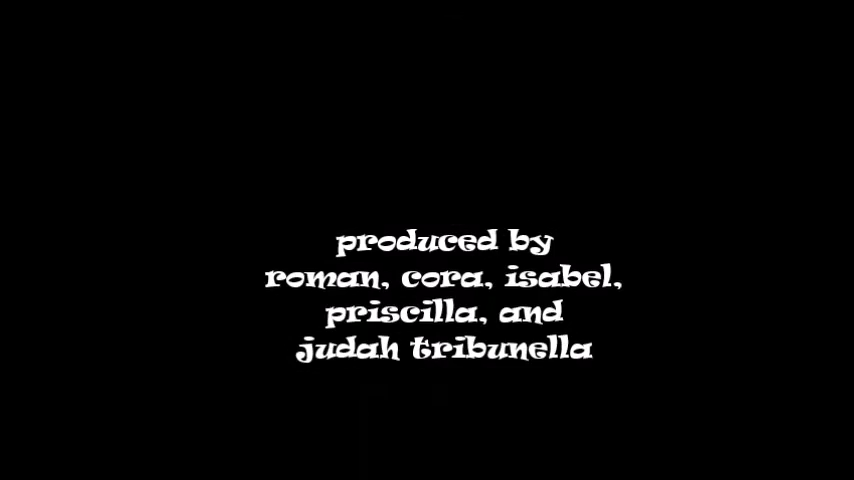 produced by
roman, cora, isabel,
priscilla, and
judah tribunella